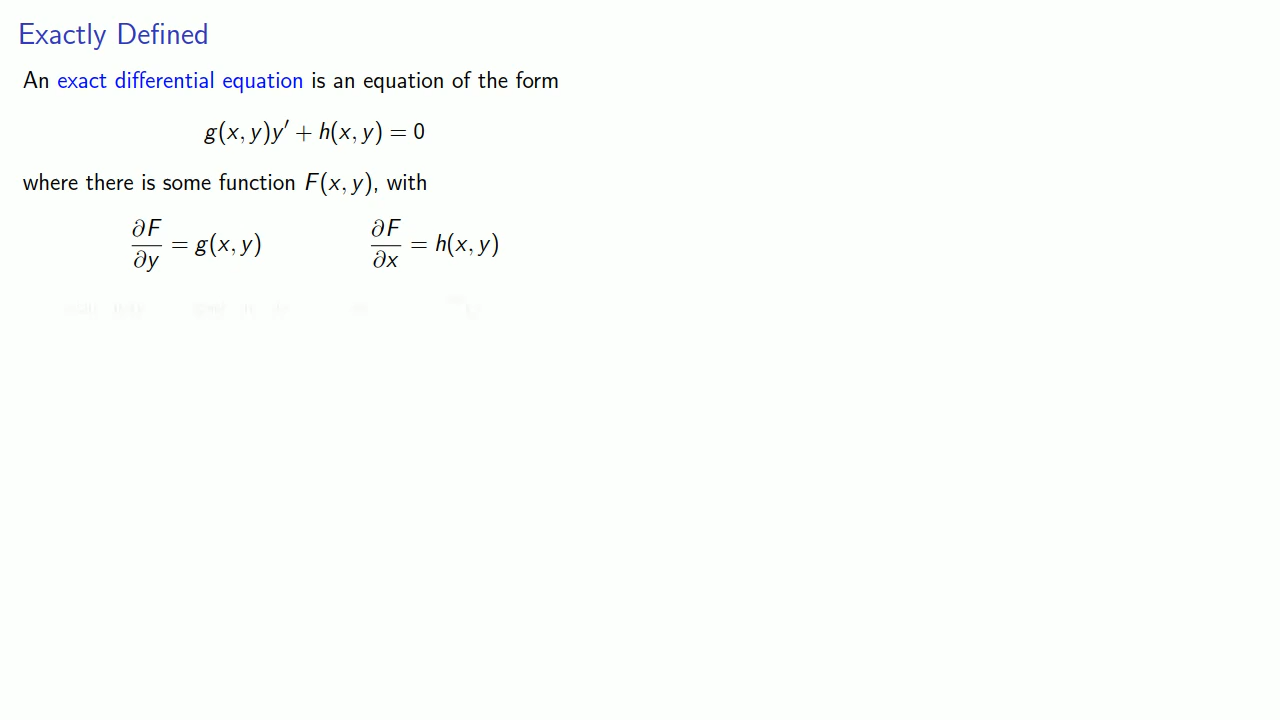 Exactly Defined
An exact differential equation is an equation of the form
g(x, y)y′ + h(x, y) = 0
where there is some function F(x, y), with
∂F/∂y = g(x, y) ∂F/∂x = h(x, y)